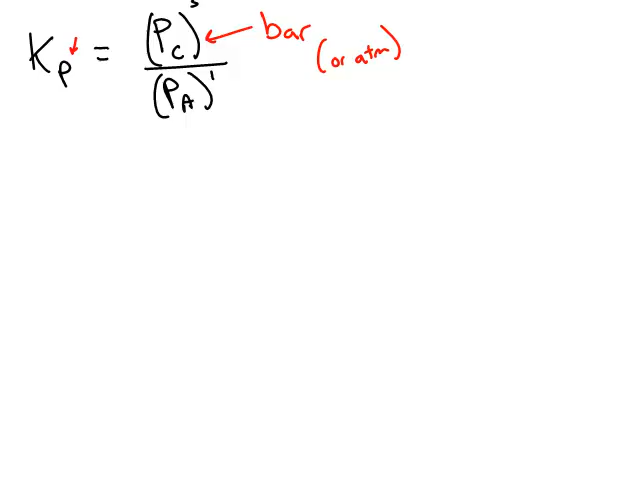 Kp = (PC)³ / (PA)¹ bar (or atm)